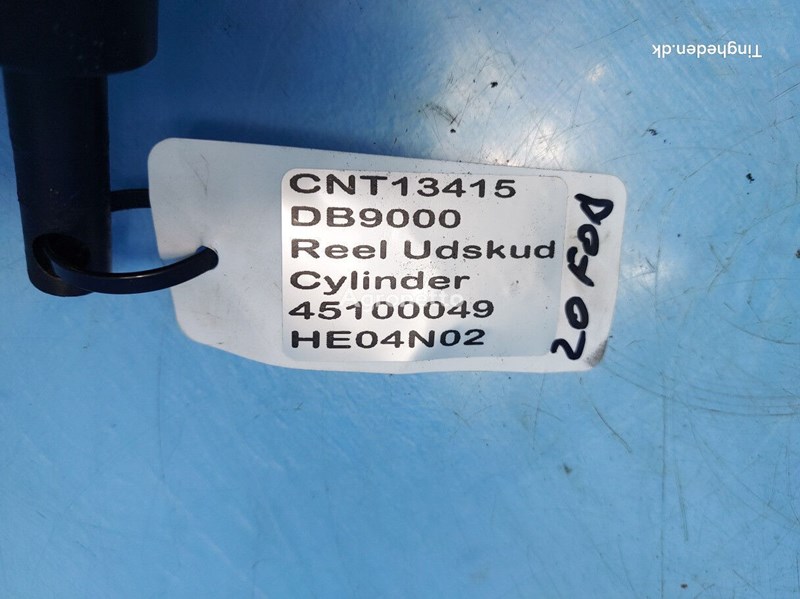 CNT13415
DB9000
Reel Udskud
Cylinder
45100049
HE04N02
20 FOD
Tingheden.dk